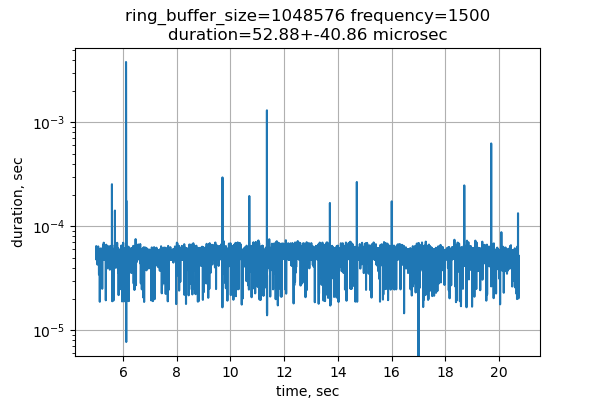 ring_buffer_size=1048576 frequency=1500
duration=52.88+-40.86 microsec
10⁻³
10⁻⁴
10⁻⁵
duration, sec
6 8 10 12 14 16 18 20
time, sec